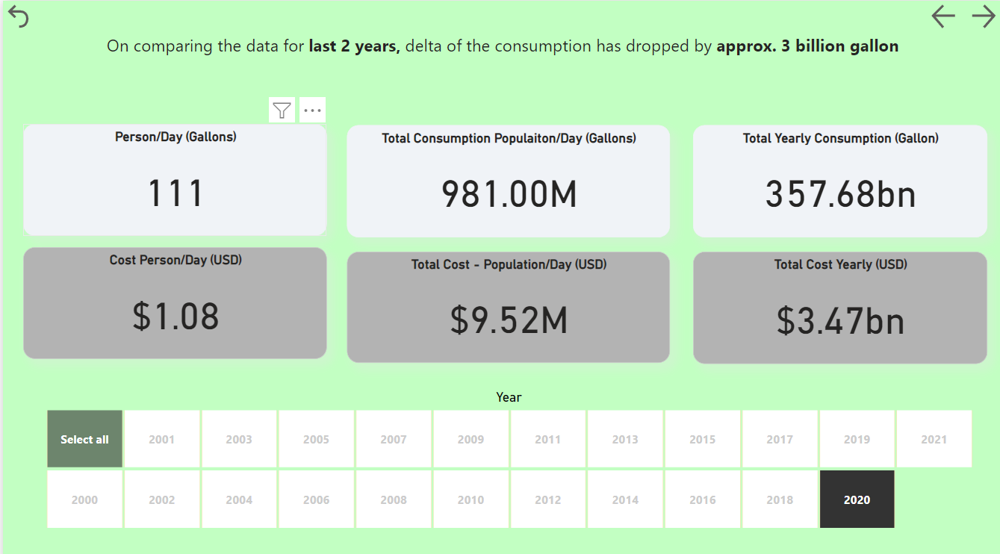 On comparing the data for last 2 years, delta of the consumption has dropped by approx. 3 billion gallon
Person/Day (Gallons)
111
Total Consumption Populaiton/Day (Gallons)
981.00M
Total Yearly Consumption (Gallon)
357.68bn
Cost Person/Day (USD)
$1.08
Total Cost - Population/Day (USD)
$9.52M
Total Cost Yearly (USD)
$3.47bn
Year
Select all 2001 2003 2005 2007 2009 2011 2013 2015 2017 2019 2021
2000 2002 2004 2006 2008 2010 2012 2014 2016 2018 2020